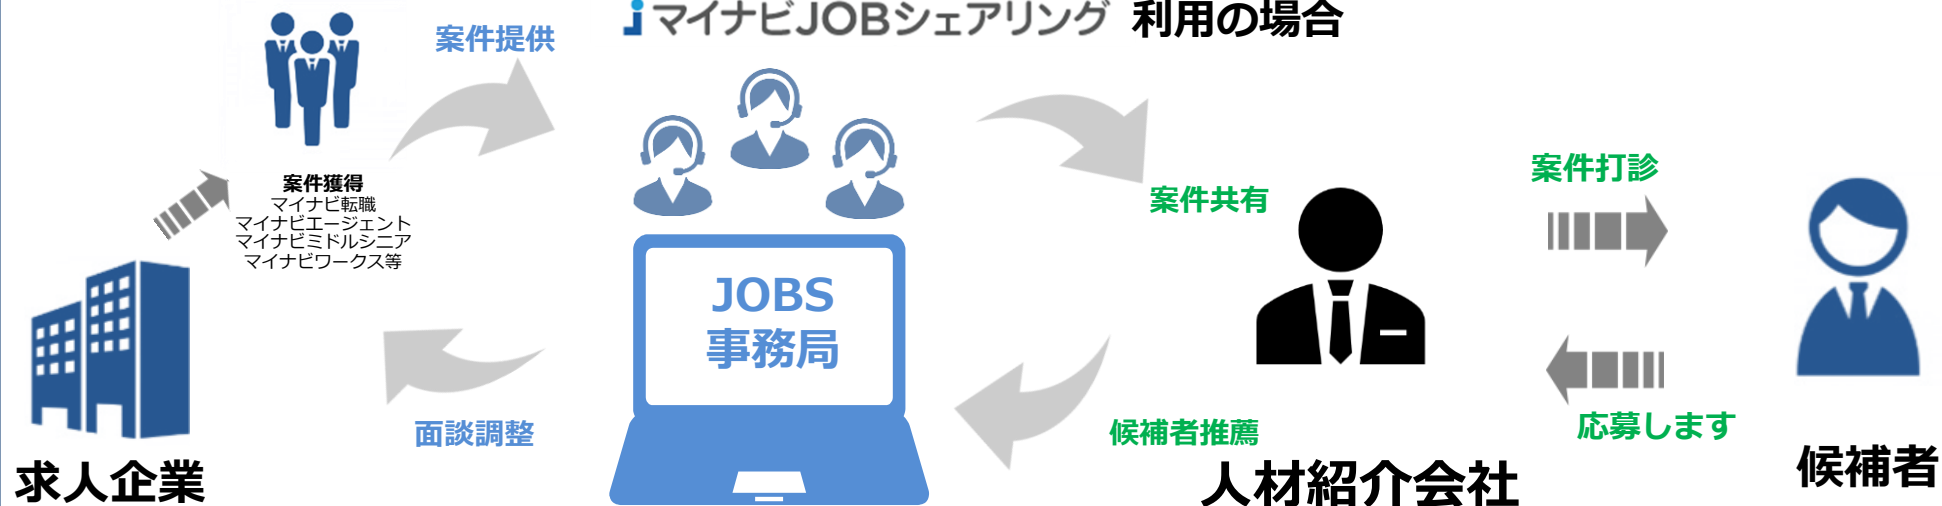 マイナビJOBシェアリング 利用の場合
案件提供
案件獲得
マイナビ転職
マイナビエージェント
マイナビミドルシニア
マイナビワークス等
JOBS
事務局
案件共有
案件打診
面談調整
候補者推薦
応募します
求人企業
人材紹介会社
候補者